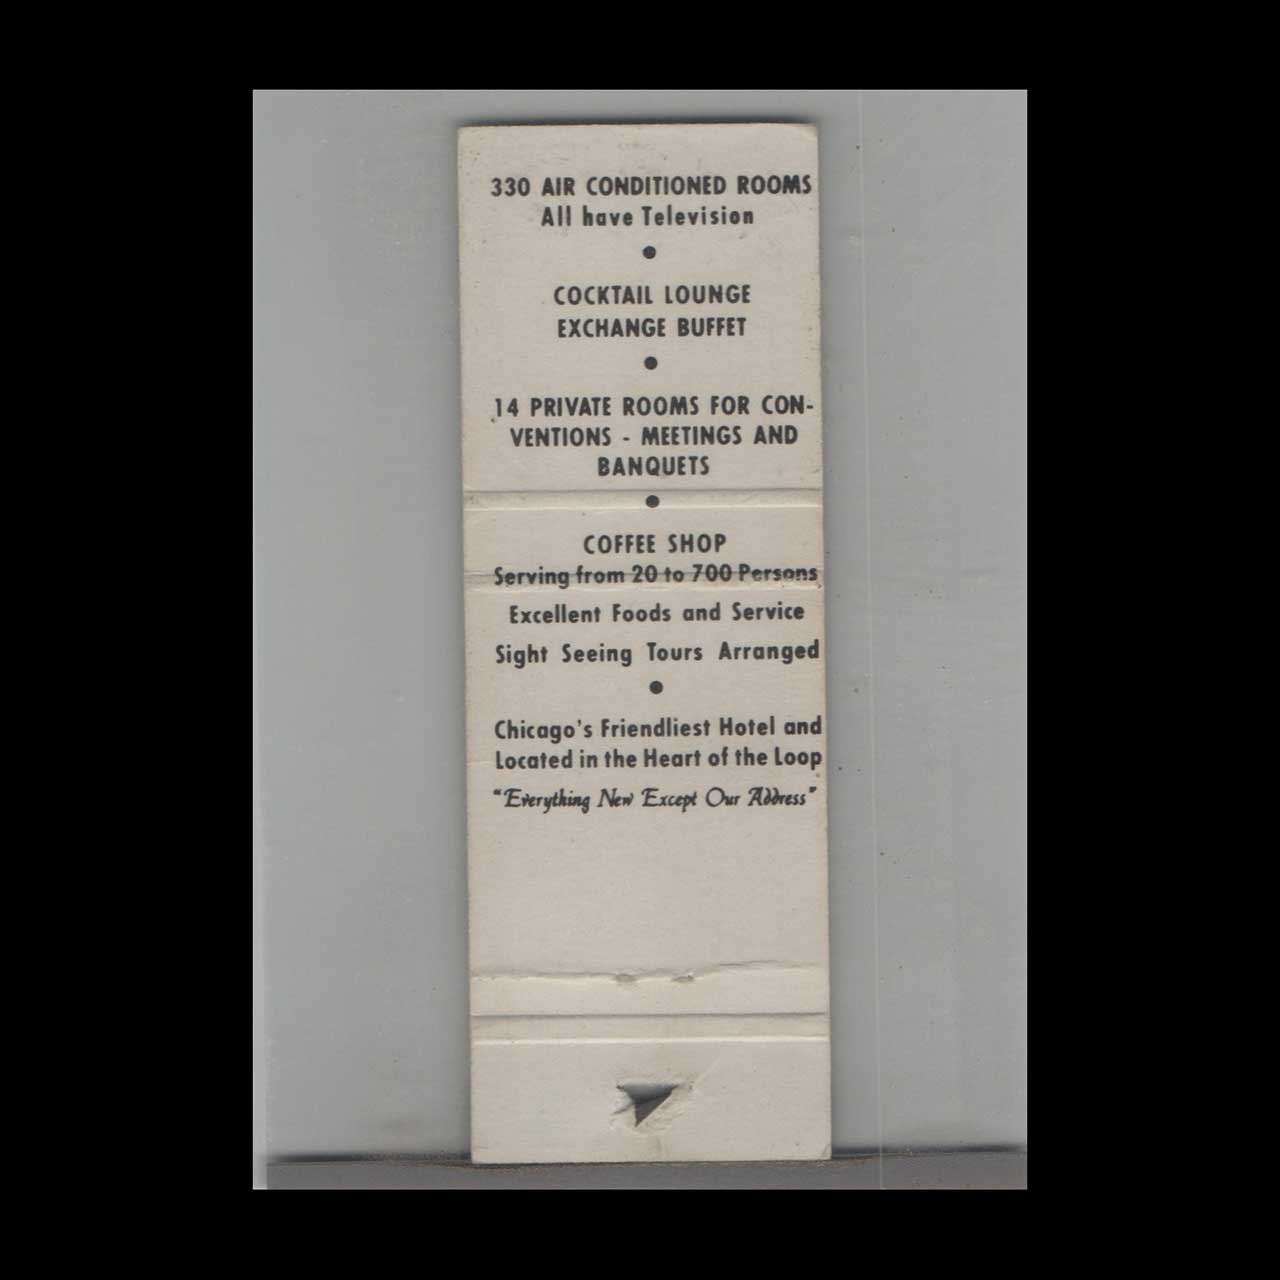 330 AIR CONDITIONED ROOMS
All have Television
•
COCKTAIL LOUNGE
EXCHANGE BUFFET
•
14 PRIVATE ROOMS FOR CON-
VENTIONS - MEETINGS AND
BANQUETS
•
COFFEE SHOP
Serving from 20 to 700 Persons
Excellent Foods and Service
Sight Seeing Tours Arranged
•
Chicago's Friendliest Hotel and
Located in the Heart of the Loop
"Everything New Except Our Address"